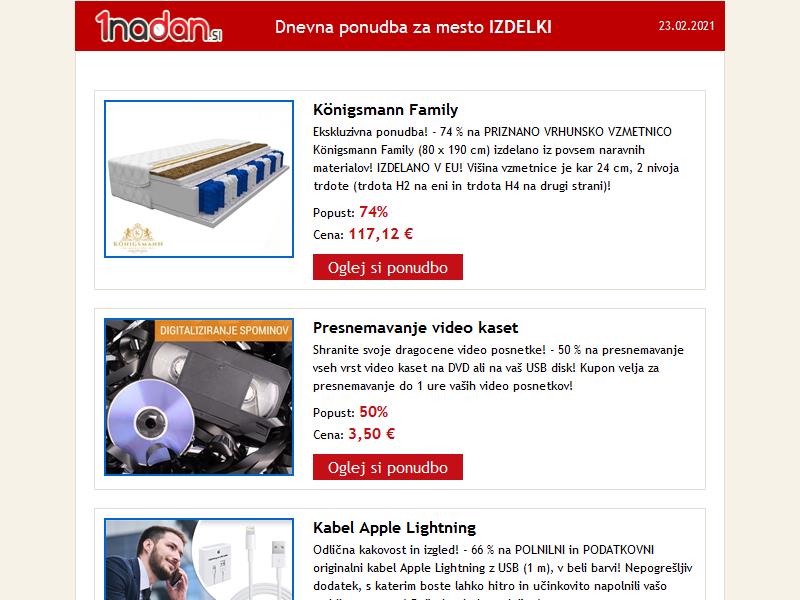 1nadan.si
Dnevna ponudba za mesto IZDELKI
23.02.2021
Königsmann Family
Ekskluzivna ponudba! - 74 % na PRIZNANO VRHUNSKO VZMETNICO
Königsmann Family (80 x 190 cm) izdelano iz povsem naravnih
materialov! IZDELANO V EU! Višina vzmetnice je kar 24 cm, 2 nivoja
trdote (trdota H2 na eni in trdota H4 na drugi strani)!
Popust: 74%
Cena: 117,12 €
Oglej si ponudbo
KÖNIGSMANN
DIGITALIZIRANJE SPOMINOV
Presnemavanje video kaset
Shranite svoje dragocene video posnetke! - 50 % na presnemavanje
vseh vrst video kaset na DVD ali na vaš USB disk! Kupon velja za
presnemavanje do 1 ure vaših video posnetkov!
Popust: 50%
Cena: 3,50 €
Oglej si ponudbo
Kabel Apple Lightning
Odlična kakovost in izgled! - 66 % na POLNILNI in PODATKOVNI
originalni kabel Apple Lightning z USB (1 m), v beli barvi! Nepogrešljiv
dodatek, s katerim boste lahko hitro in učinkovito napolnili vašo